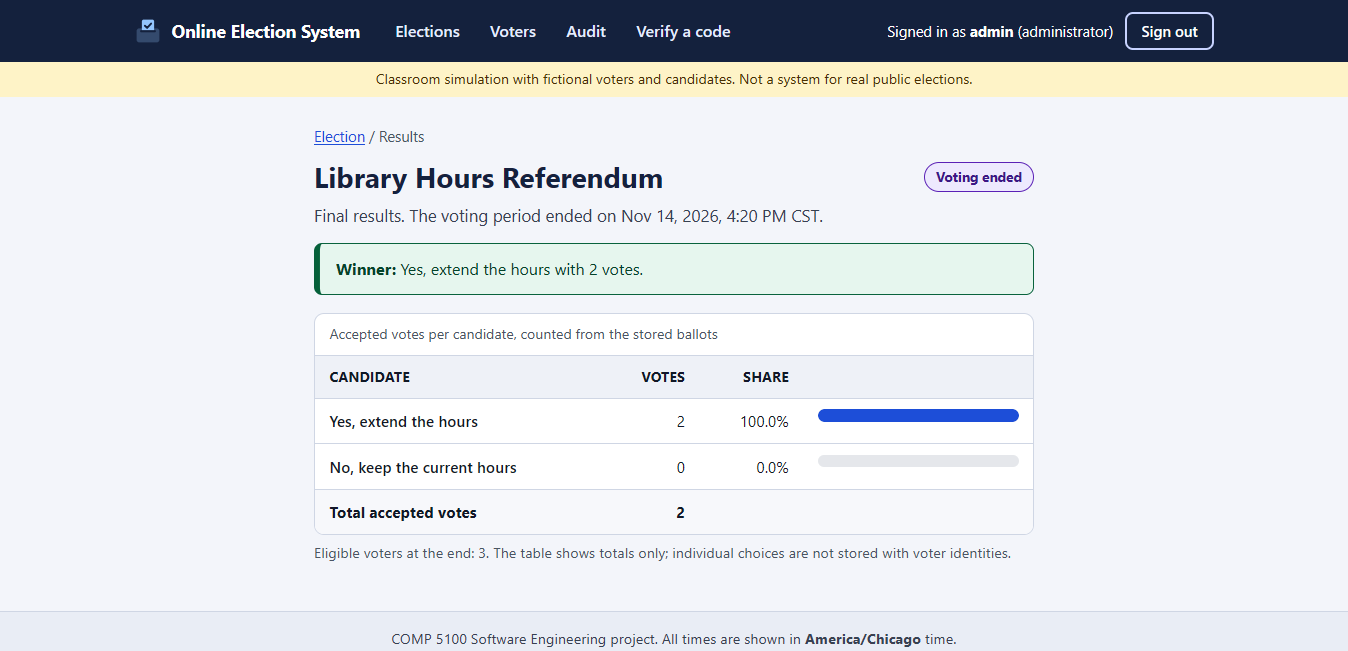 Online Election System Elections Voters Audit Verify a code Signed in as admin (administrator) Sign out
Classroom simulation with fictional voters and candidates. Not a system for real public elections.
Election / Results
Library Hours Referendum Voting ended
Final results. The voting period ended on Nov 14, 2026, 4:20 PM CST.
Winner: Yes, extend the hours with 2 votes.
Accepted votes per candidate, counted from the stored ballots
CANDIDATE VOTES SHARE
Yes, extend the hours 2 100.0%
No, keep the current hours 0 0.0%
Total accepted votes 2
Eligible voters at the end: 3. The table shows totals only; individual choices are not stored with voter identities.
COMP 5100 Software Engineering project. All times are shown in America/Chicago time.